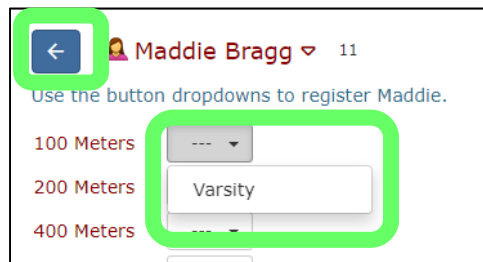 Maddie Bragg 11
Use the button dropdowns to register Maddie.
100 Meters ---
200 Meters Varsity
400 Meters ---